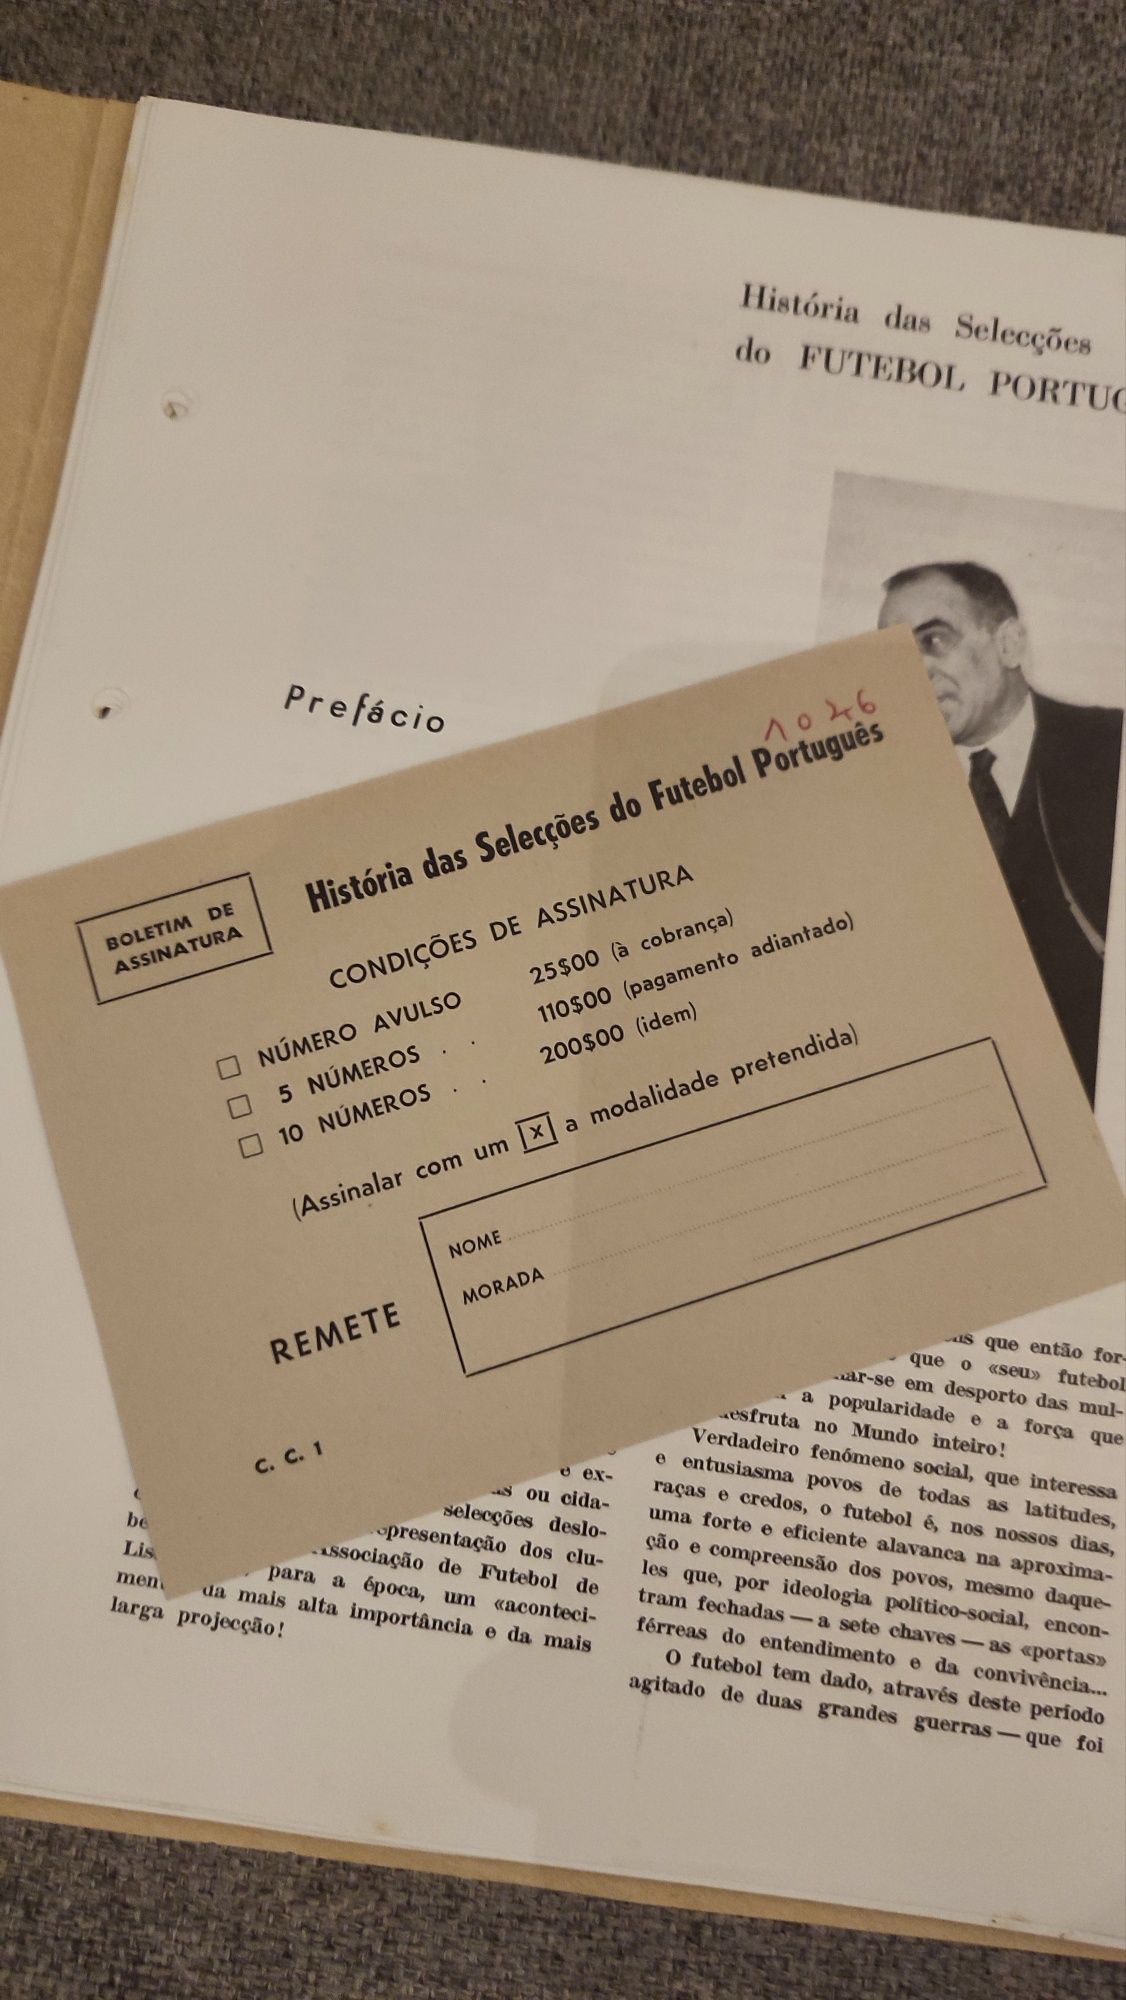 História das Selecções
do FUTEBOL
Prefácio
1046
História das Selecções do Futebol Português
BOLETIM DE
ASSINATURA
CONDIÇÕES DE ASSINATURA
NÚMERO AVULSO 25$00 (à cobrança)
5 NÚMEROS . . 110$00 (pagamento adiantado)
10 NÚMEROS . . 200$00 (idem)
(Assinalar com um X a modalidade pretendida)
NOME
MORADA
REMETE
C. C. 1
ou cida-
selecções deslo-
dos clu-
de Futebol de
para a época, um «aconteci-
da mais alta importância e da mais
larga projecção!
que então for-
que o «seu» futebol
em desporto das mul-
a popularidade e a força que
no Mundo inteiro!
Verdadeiro fenómeno social, que interessa
e entusiasma povos de todas as latitudes,
raças e credos, o futebol é, nos nossos dias,
uma forte e eficiente alavanca na aproxima-
ção e compreensão dos povos, mesmo daque-
les que, por ideologia político-social, encon-
tram fechadas — a sete chaves — as «portas»
férreas do entendimento e da convivência...
O futebol tem dado, através deste período
agitado de duas grandes guerras — que foi